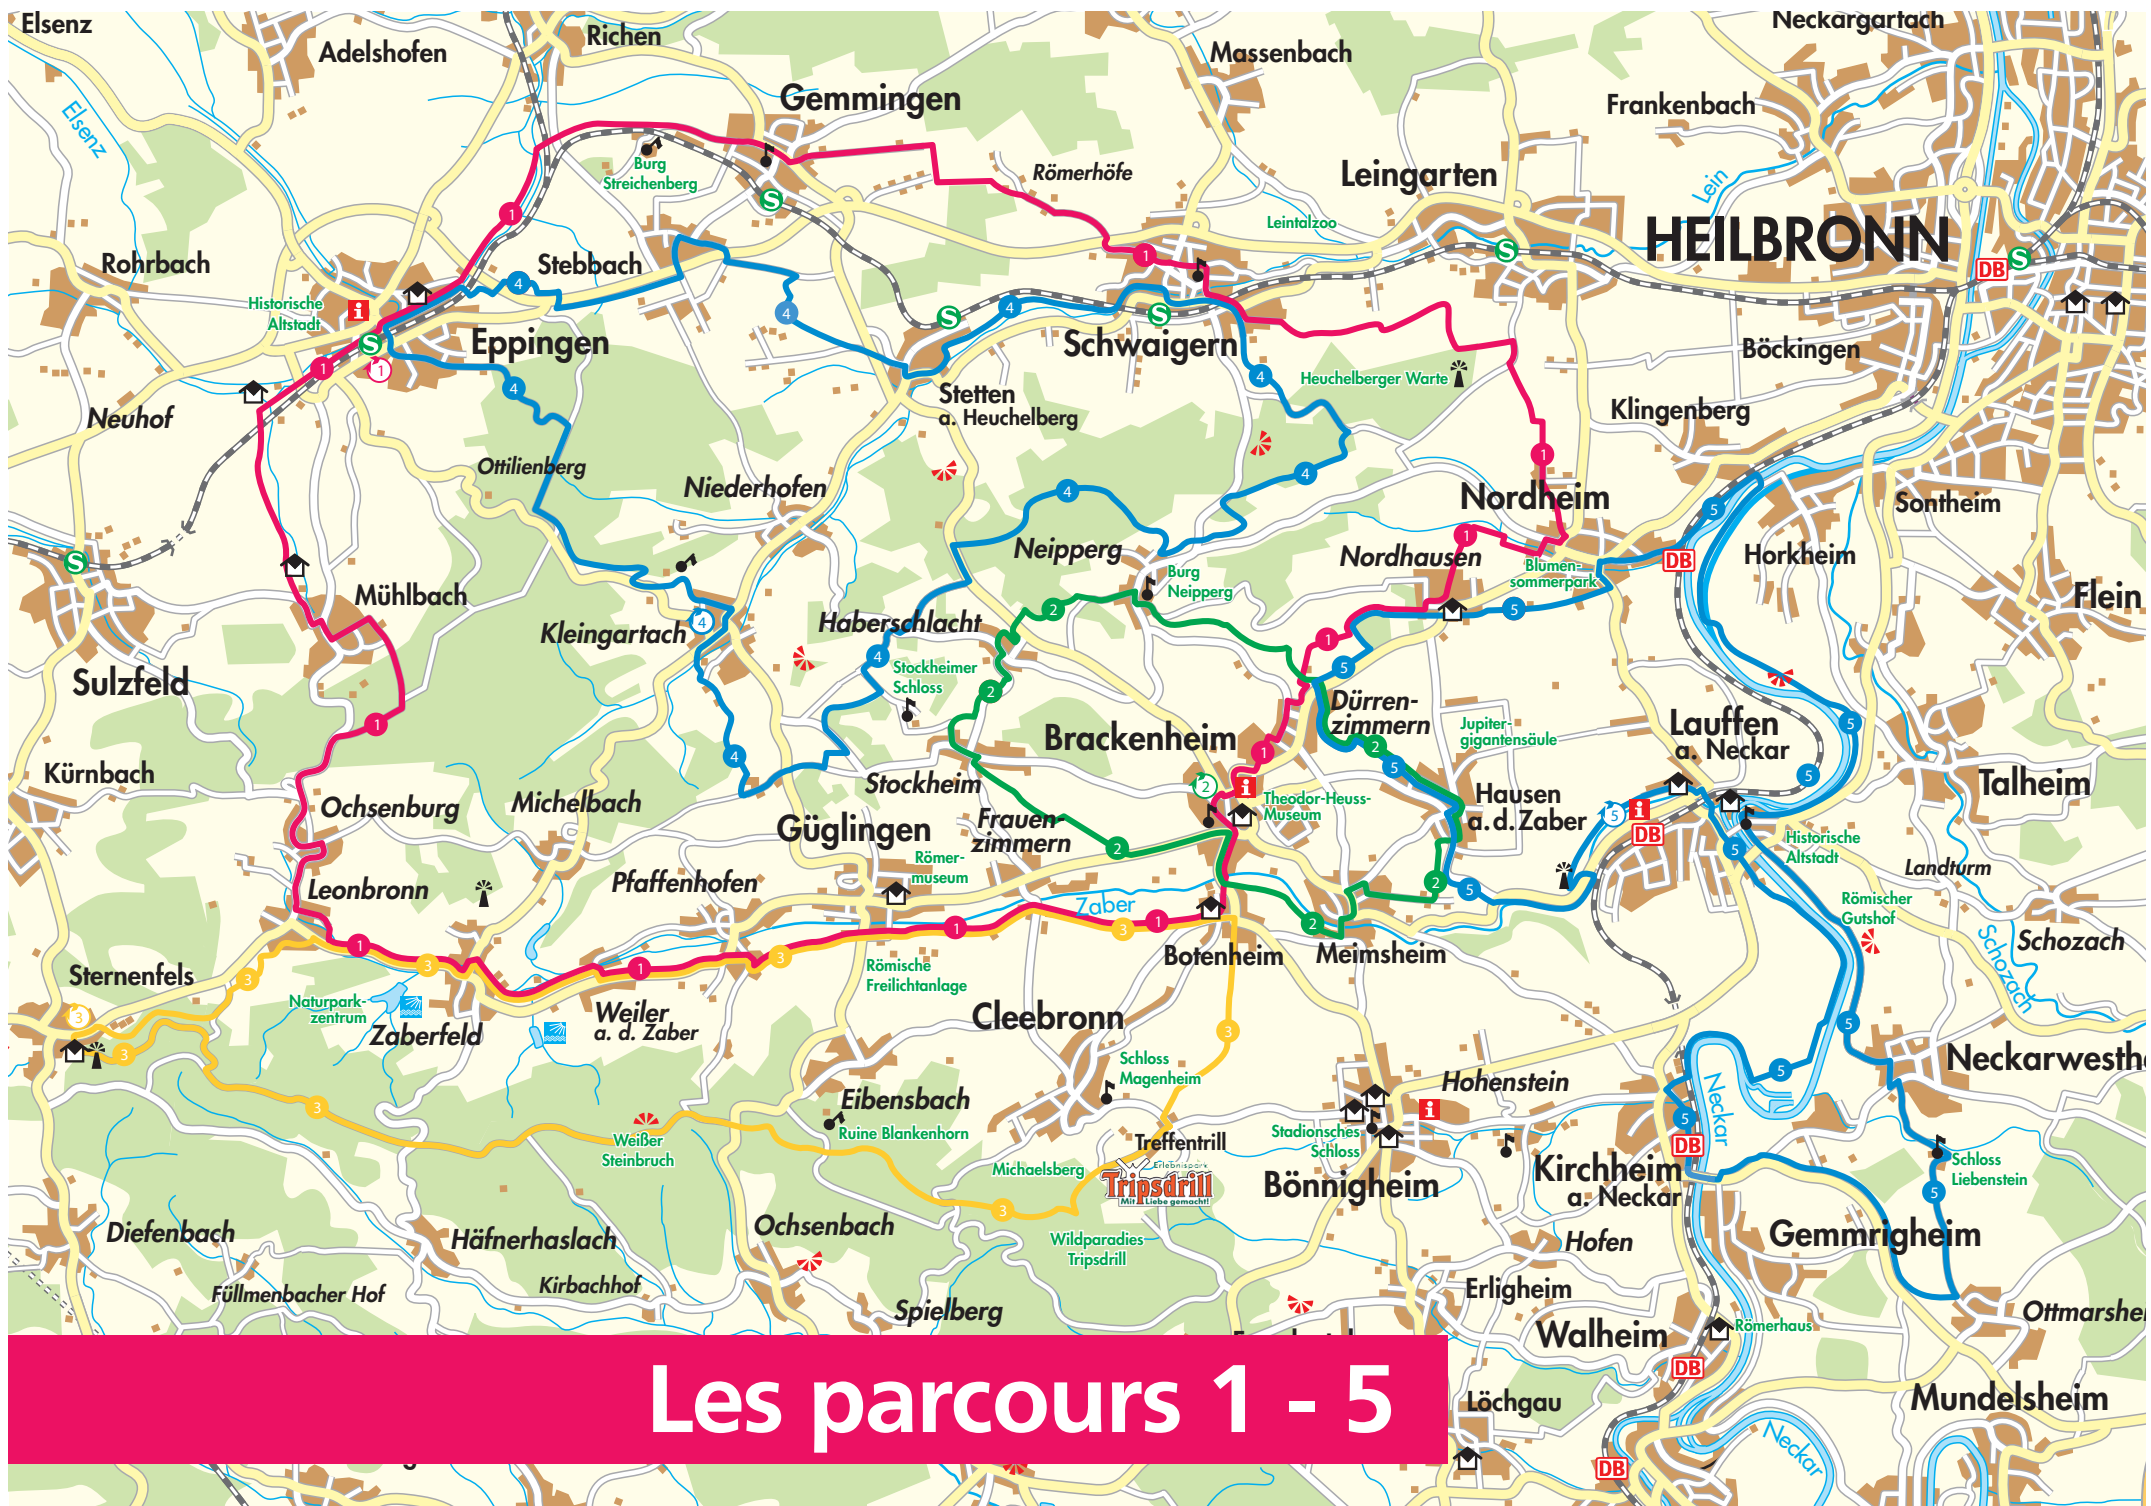 Elsenz
Adelshofen
Richen
Massenbach
Neckargartach
Gemmingen
Frankenbach
Elsenz
Burg
Streichenberg
Römerhöfe
Leingarten
Lein
Leintalzoo
HEILBRONN
Rohrbach
Stebbach
Historische
Altstadt
Eppingen
Schwaigern
Böckingen
Heuchelberger Warte
Stetten
a. Heuchelberg
Neuhof
Klingenberg
Ottilienberg
Niederhofen
Nordheim
Sontheim
Neipperg
Nordhausen
Horkheim
Burg
Neipperg
Blumen-
sommerpark
Mühlbach
Flein
Kleingartach
Haberschlacht
Sulzfeld
Stockheimer
Schloss
Dürren-
zimmern
Brackenheim
Jupiter-
gigantensäule
Lauffen
a. Neckar
Kürnbach
Stockheim
Talheim
Ochsenburg
Michelbach
Theodor-Heuss-
Museum
Hausen
a.d.Zaber
Güglingen
Frauen-
zimmern
Historische
Altstadt
Römer-
museum
Landturm
Leonbronn
Pfaffenhofen
Zaber
Römischer
Gutshof
Schozach
Schozach
Botenheim
Meimsheim
Sternenfels
Römische
Freilichtanlage
Naturpark-
zentrum
Zaberfeld
Weiler
a. d. Zaber
Cleebronn
Schloss
Magenheim
Hohenstein
Neckarwesthe
Neckar
Eibensbach
Ruine Blankenhorn
Weißer
Steinbruch
Treffentrill
Stadionsches
Schloss
Michaelsberg
Erlebnispark
Tripsdrill
Mit Liebe gemacht!
Bönnigheim
Kirchheim
a. Neckar
Schloss
Liebenstein
Diefenbach
Häfnerhaslach
Ochsenbach
Wildparadies
Tripsdrill
Hofen
Gemmrigheim
Füllmenbacher Hof
Kirbachhof
Spielberg
Erligheim
Ottmarshei
Walheim
Römerhaus
Les parcours 1 - 5
Löchgau
Mundelsheim
Neckar